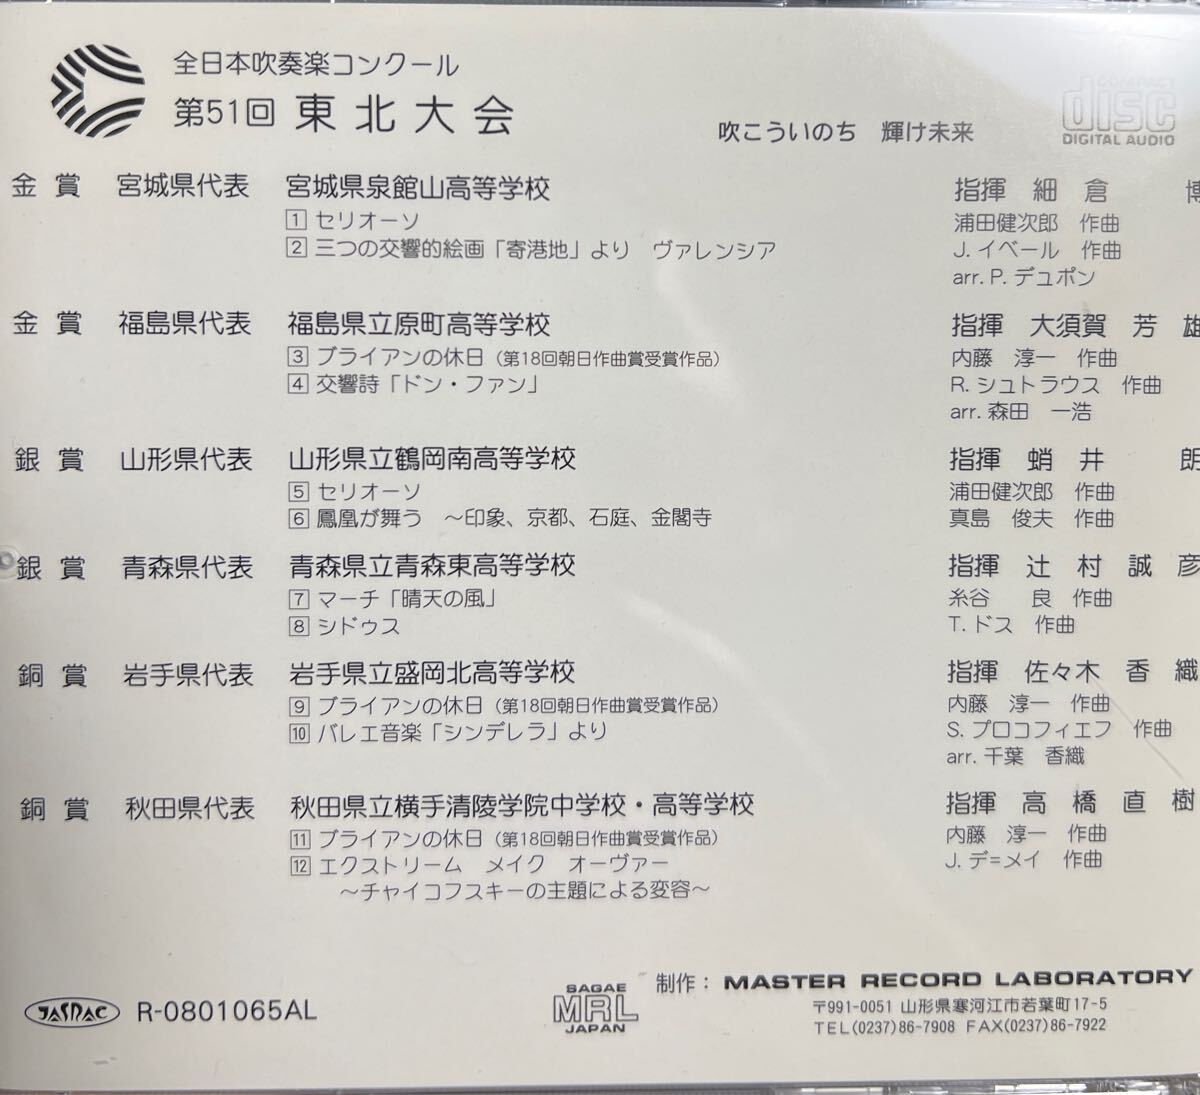 全日本吹奏楽コンクール
第51回 東北大会
吹こういのち 輝け未来
COMPACT disc DIGITAL AUDIO
金賞 宮城県代表 宮城県泉館山高等学校 指揮 細倉 博
1 セリオーソ 浦田健次郎 作曲
2 三つの交響的絵画「寄港地」より ヴァレンシア J. イベール 作曲
arr. P. デュポン
金賞 福島県代表 福島県立原町高等学校 指揮 大須賀 芳雄
3 ブライアンの休日(第18回朝日作曲賞受賞作品) 内藤 淳一 作曲
4 交響詩「ドン・ファン」 R. シュトラウス 作曲
arr. 森田 一浩
銀賞 山形県代表 山形県立鶴岡南高等学校 指揮 蛸井 朗
5 セリオーソ 浦田健次郎 作曲
6 鳳凰が舞う ～印象、京都、石庭、金閣寺 真島 俊夫 作曲
銀賞 青森県代表 青森県立青森東高等学校 指揮 辻村誠彦
7 マーチ「晴天の風」 糸谷 良 作曲
8 シドゥス T. ドス 作曲
銅賞 岩手県代表 岩手県立盛岡北高等学校 指揮 佐々木 香織
9 ブライアンの休日(第18回朝日作曲賞受賞作品) 内藤 淳一 作曲
10 バレエ音楽「シンデレラ」より S. プロコフィエフ 作曲
arr. 千葉 香織
銅賞 秋田県代表 秋田県立横手清陵学院中学校・高等学校 指揮 高橋直樹
11 ブライアンの休日(第18回朝日作曲賞受賞作品) 内藤 淳一 作曲
12 エクストリーム メイク オーヴァー J. デ=メイ 作曲
～チャイコフスキーの主題による変容～
JASRAC R-0801065AL
SAGAE MRL JAPAN
制作: MASTER RECORD LABORATORY
〒991-0051 山形県寒河江市若葉町17-5
TEL(0237)86-7908 FAX(0237)86-7922